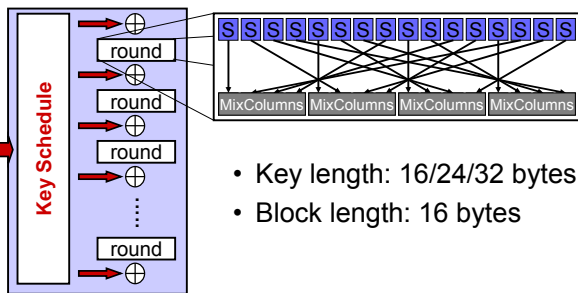 Key Schedule
round
round
round
......
round
S S S S S S S S S S S S S S S S
MixColumns MixColumns MixColumns MixColumns
• Key length: 16/24/32 bytes
• Block length: 16 bytes